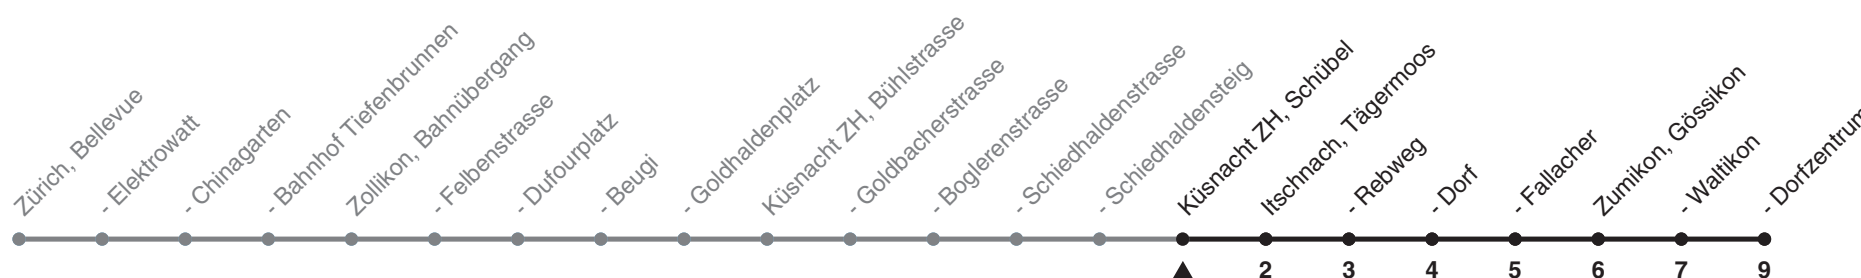 Zürich, Bellevue
- Elektrowatt
- Chinagarten
- Bahnhof Tiefenbrunnen
Zollikon, Bahnübergang
- Felbenstrasse
- Dufourplatz
- Beugi
- Goldhaldenplatz
Küsnacht ZH, Bühlstrasse
- Goldbacherstrasse
- Boglerenstrasse
- Schiedhaldenstrasse
- Schiedhaldensteig
Küsnacht ZH, Schübel
Itschnach, Tägermoos
- Rebweg
- Dorf
- Fallacher
Zumikon, Gössikon
- Waltikon
- Dorfzentrum
2 3 4 5 6 7 9